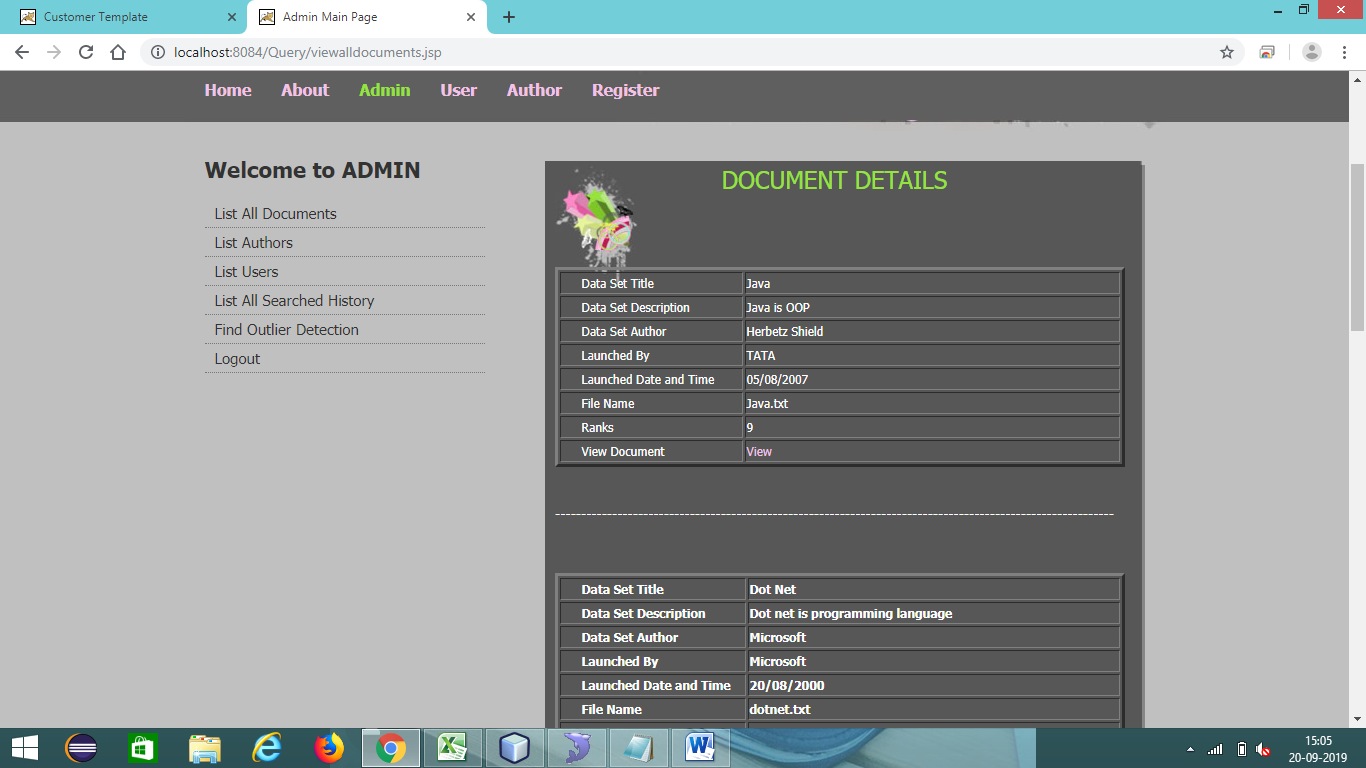 Customer Template
Admin Main Page
localhost:8084/Query/viewalldocuments.jsp
Home About Admin User Author Register
Welcome to ADMIN
List All Documents
List Authors
List Users
List All Searched History
Find Outlier Detection
Logout
DOCUMENT DETAILS
Data Set Title Java
Data Set Description Java is OOP
Data Set Author Herbetz Shield
Launched By TATA
Launched Date and Time 05/08/2007
File Name Java.txt
Ranks 9
View Document View
Data Set Title Dot Net
Data Set Description Dot net is programming language
Data Set Author Microsoft
Launched By Microsoft
Launched Date and Time 20/08/2000
File Name dotnet.txt
15:05
20-09-2019